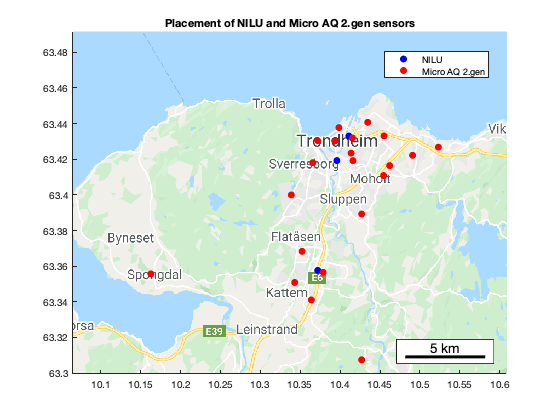 Placement of NILU and Micro AQ 2.gen sensors
63.48
63.46
63.44
63.42
63.4
63.38
63.36
63.34
63.32
63.3
NILU
Micro AQ 2.gen
Trolla
Vik
Trondheim
Sverresborg
Moholt
Sluppen
Flatåsen
Byneset
Spongdal
E6
Kattem
orsa
E39
Leinstrand
5 km
10.1
10.15
10.2
10.25
10.3
10.35
10.4
10.45
10.5
10.55
10.6